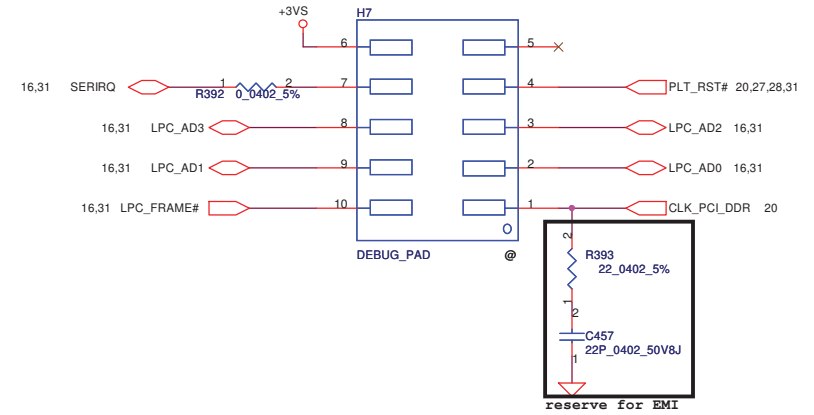 +3VS
H7
6
5
16,31 SERIRQ 1 2 7
R392 0_0402_5%
4 PLT_RST# 20,27,28,31
16,31 LPC_AD3 8
3 LPC_AD2 16,31
16,31 LPC_AD1 9
2 LPC_AD0 16,31
16,31 LPC_FRAME# 10
1 CLK_PCI_DDR 20
O
DEBUG_PAD @
2
R393
22_0402_5%
1
2
C457
22P_0402_50V8J
1
reserve for EMI